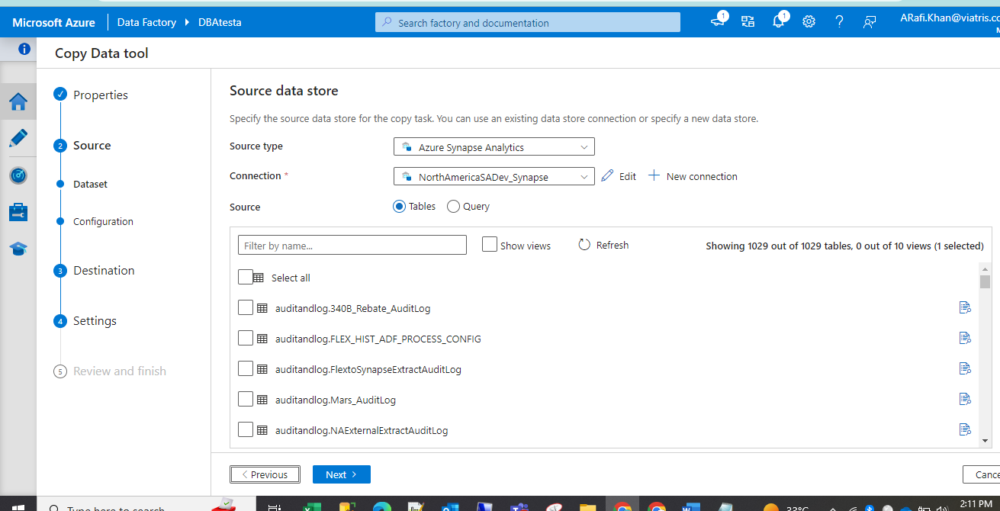 Microsoft Azure
Data Factory
DBAtesta
Search factory and documentation
1
1
ARafi.Khan@viatris.co
Copy Data tool
Properties
2 Source
Dataset
Configuration
3 Destination
4 Settings
5 Review and finish
Source data store
Specify the source data store for the copy task. You can use an existing data store connection or specify a new data store.
Source type
Azure Synapse Analytics
Connection *
NorthAmericaSADev_Synapse
Edit
New connection
Source
Tables
Query
Filter by name...
Show views
Refresh
Showing 1029 out of 1029 tables, 0 out of 10 views (1 selected)
Select all
auditandlog.340B_Rebate_AuditLog
auditandlog.FLEX_HIST_ADF_PROCESS_CONFIG
auditandlog.FlextoSynapseExtractAuditLog
auditandlog.Mars_AuditLog
auditandlog.NAExternalExtractAuditLog
< Previous
Next >
Cance
Type here to search
33°C
2:11 PM